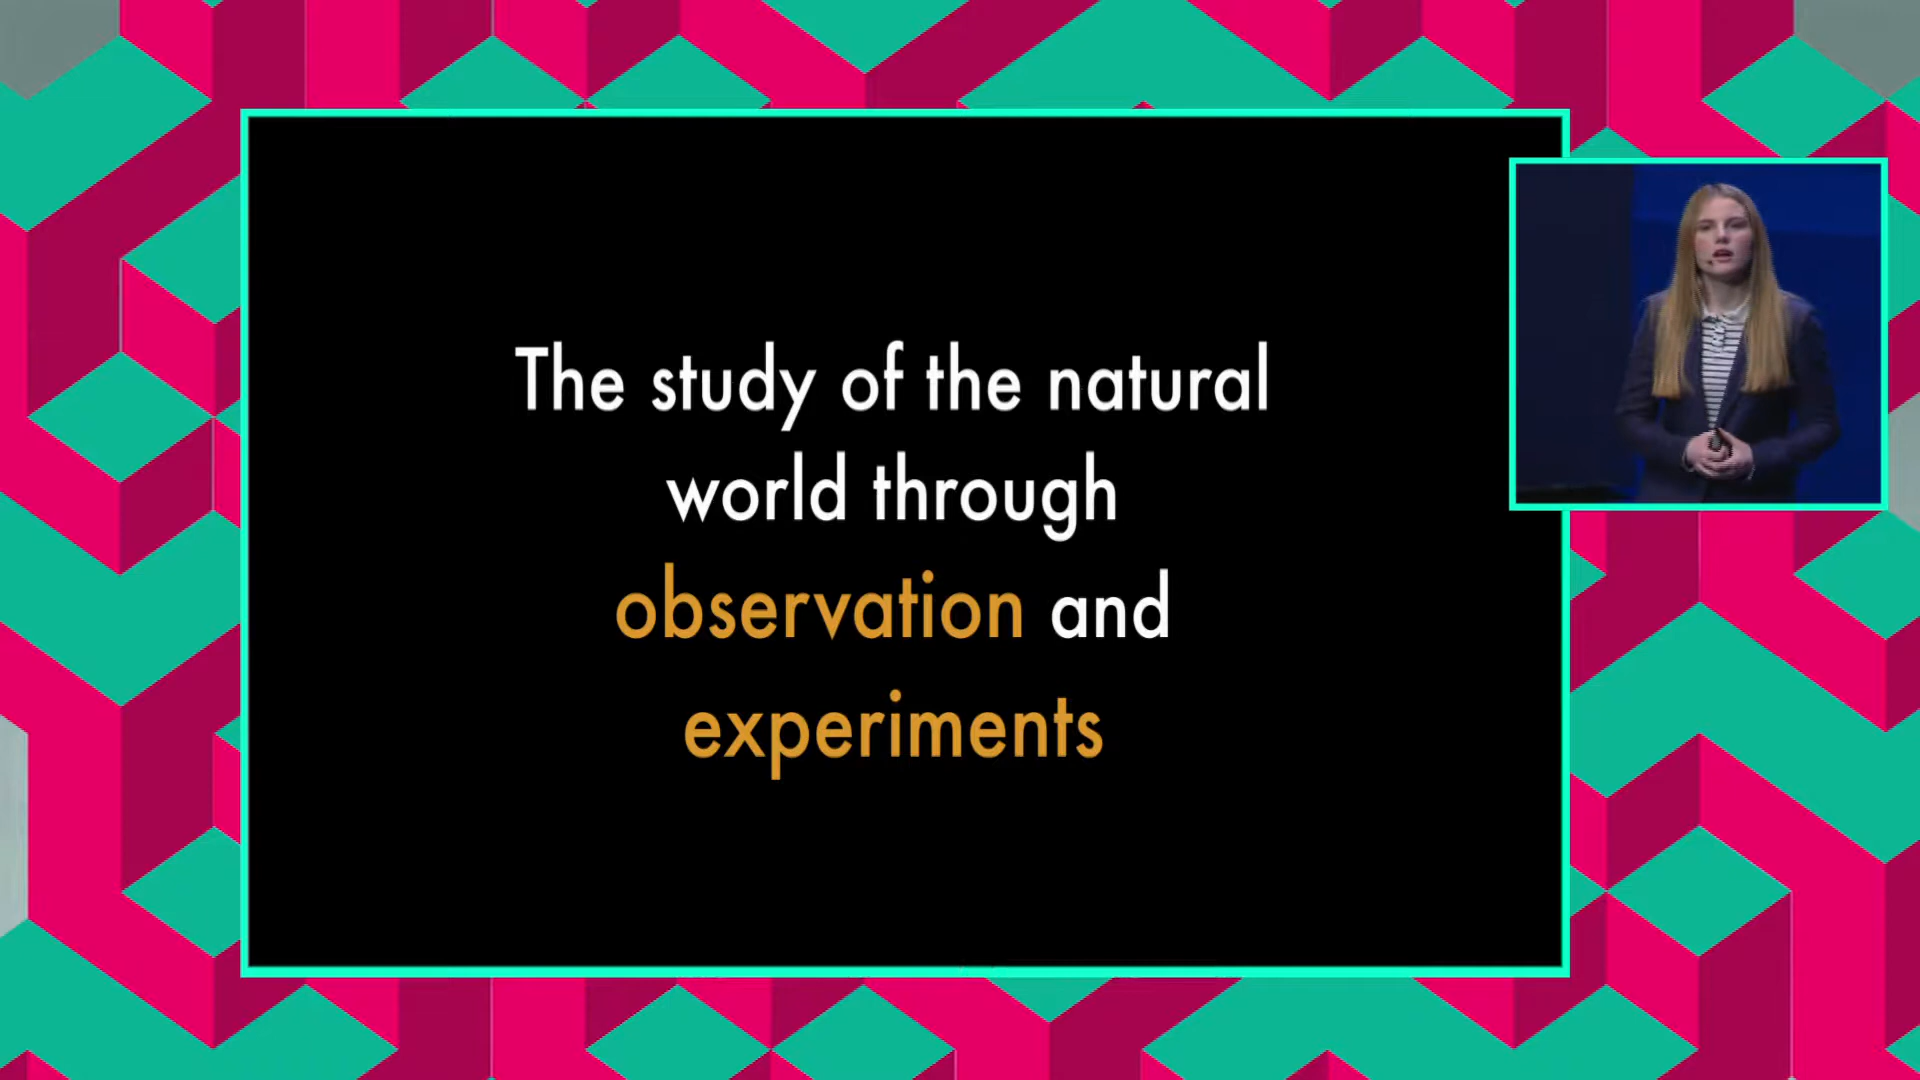 The study of the natural
world through
observation and
experiments